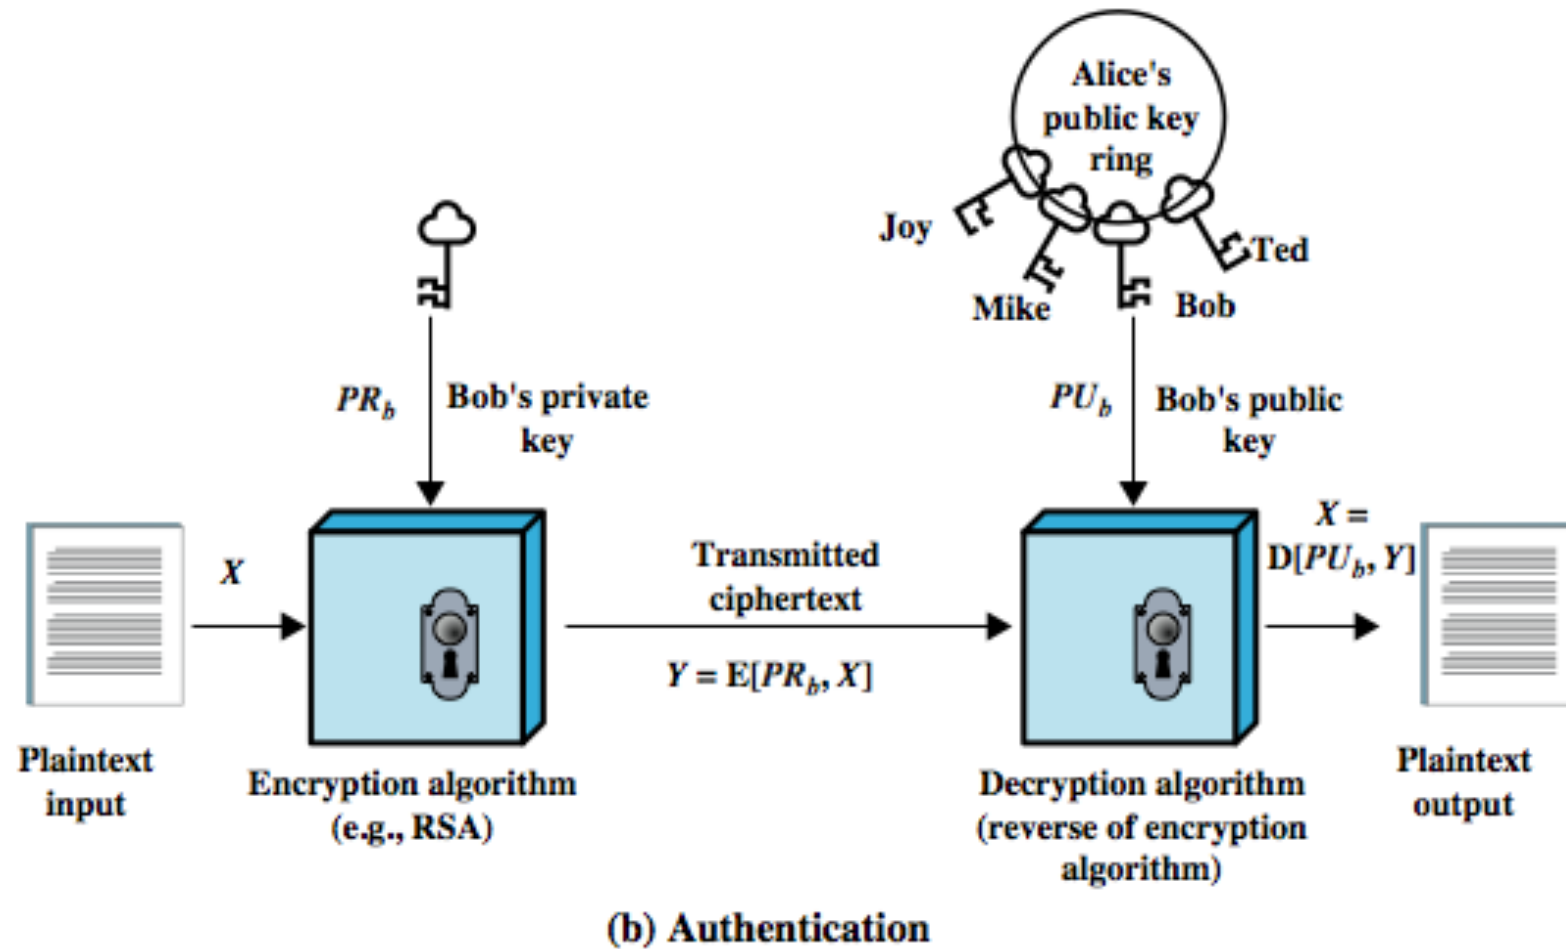 Alice's
public key
ring
Joy
Mike
Bob
Ted
PR_b
Bob's private
key
PU_b
Bob's public
key
X
Transmitted
ciphertext
Y = E[PR_b, X]
X =
D[PU_b, Y]
Plaintext
input
Encryption algorithm
(e.g., RSA)
Decryption algorithm
(reverse of encryption
algorithm)
Plaintext
output
(b) Authentication